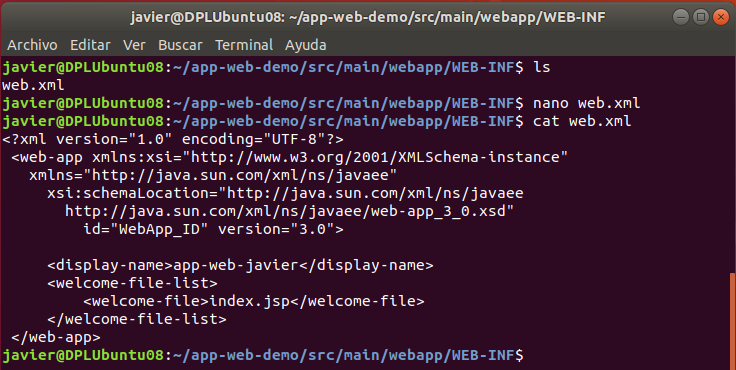 javier@DPLUbuntu08: ~/app-web-demo/src/main/webapp/WEB-INF
Archivo Editar Ver Buscar Terminal Ayuda
javier@DPLUbuntu08:~/app-web-demo/src/main/webapp/WEB-INF$ ls
web.xml
javier@DPLUbuntu08:~/app-web-demo/src/main/webapp/WEB-INF$ nano web.xml
javier@DPLUbuntu08:~/app-web-demo/src/main/webapp/WEB-INF$ cat web.xml
<?xml version="1.0" encoding="UTF-8"?>
 <web-app xmlns:xsi="http://www.w3.org/2001/XMLSchema-instance"
   xmlns="http://java.sun.com/xml/ns/javaee"
     xsi:schemaLocation="http://java.sun.com/xml/ns/javaee
       http://java.sun.com/xml/ns/javaee/web-app_3_0.xsd"
         id="WebApp_ID" version="3.0">
     <display-name>app-web-javier</display-name>
     <welcome-file-list>
         <welcome-file>index.jsp</welcome-file>
     </welcome-file-list>
 </web-app>
javier@DPLUbuntu08:~/app-web-demo/src/main/webapp/WEB-INF$